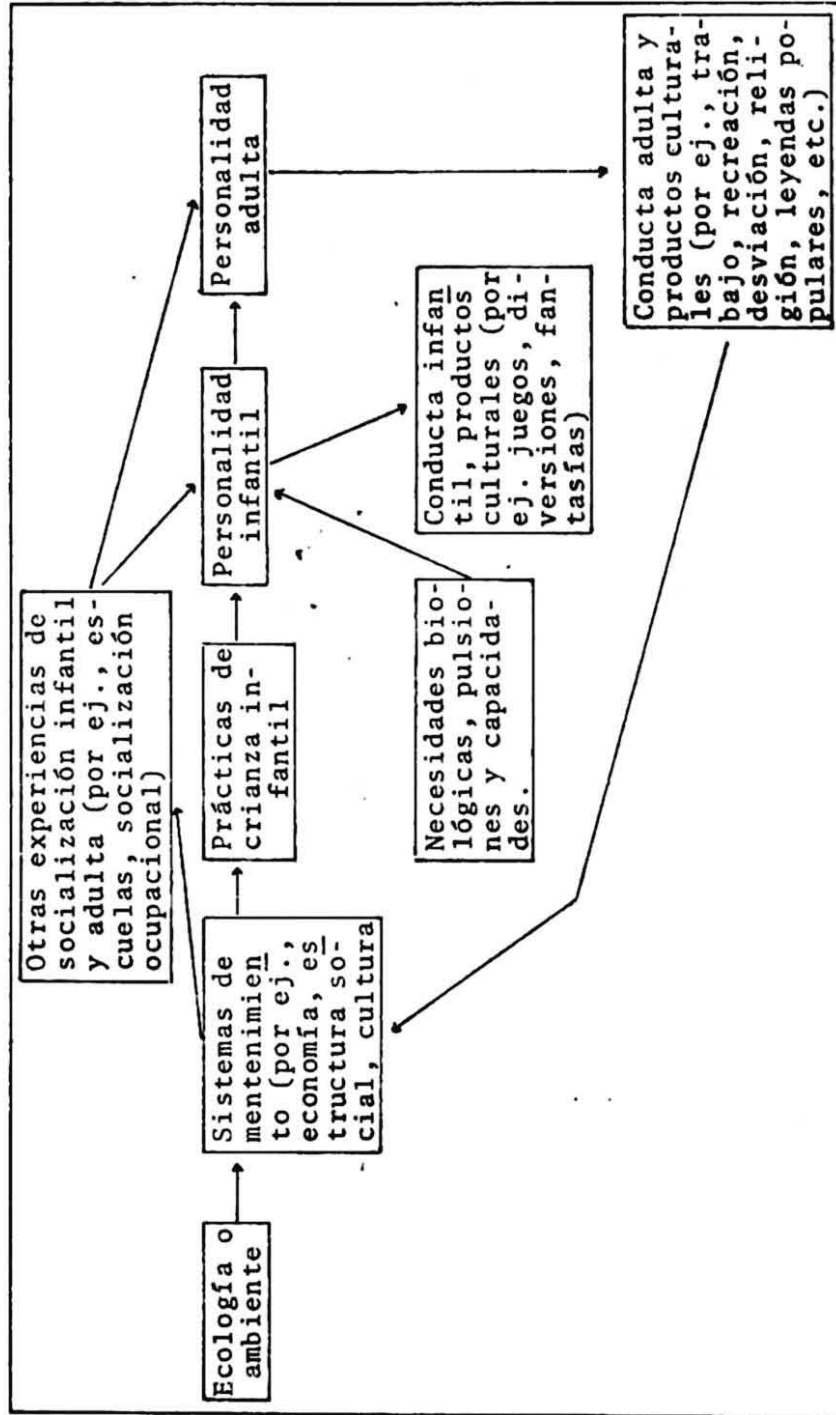 Otras experiencias de
socialización infantil
y adulta (por ej., es-
cuelas, socialización
ocupacional)
Ecología o
ambiente
Sistemas de
mentenimien
to (por ej.,
economía, es
tructura so-
cial, cultura
Prácticas de
crianza in-
fantil
Personalidad
infantil
Personalidad
adulta
Necesidades bio-
lógicas, pulsio-
nes y capacida-
des.
Conducta infan
til, productos
culturales (por
ej. juegos, di-
versiones, fan-
tasías)
Conducta adulta y
productos cultura-
les (por ej., tra-
bajo, recreación,
desviación, reli-
gión, leyendas po-
pulares, etc.)